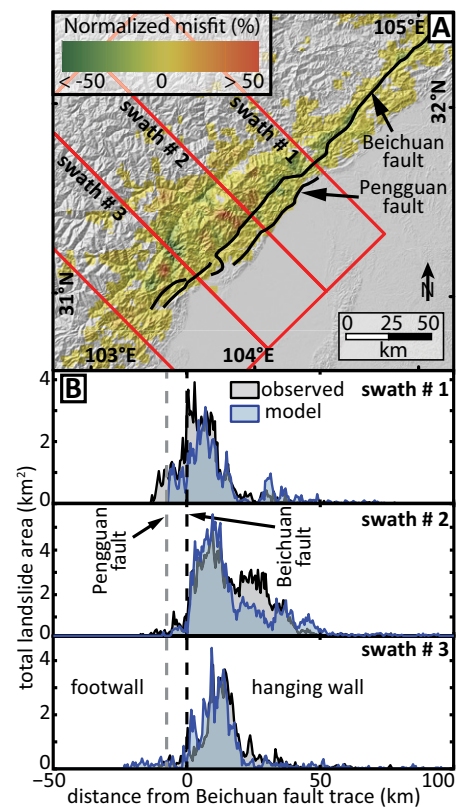 A
Normalized misfit (%)
< -50 0 >50
105°E
32°N
swath # 1
swath # 2
swath # 3
Beichuan
fault
Pengguan
fault
31°N
N
0 25 50
km
103°E 104°E
B
observed
model
swath # 1
4
2
0
swath # 2
Pengguan
fault
Beichuan
fault
4
2
0
swath # 3
footwall hanging wall
4
2
0
total landslide area (km²)
−50 0 50 100
distance from Beichuan fault trace (km)